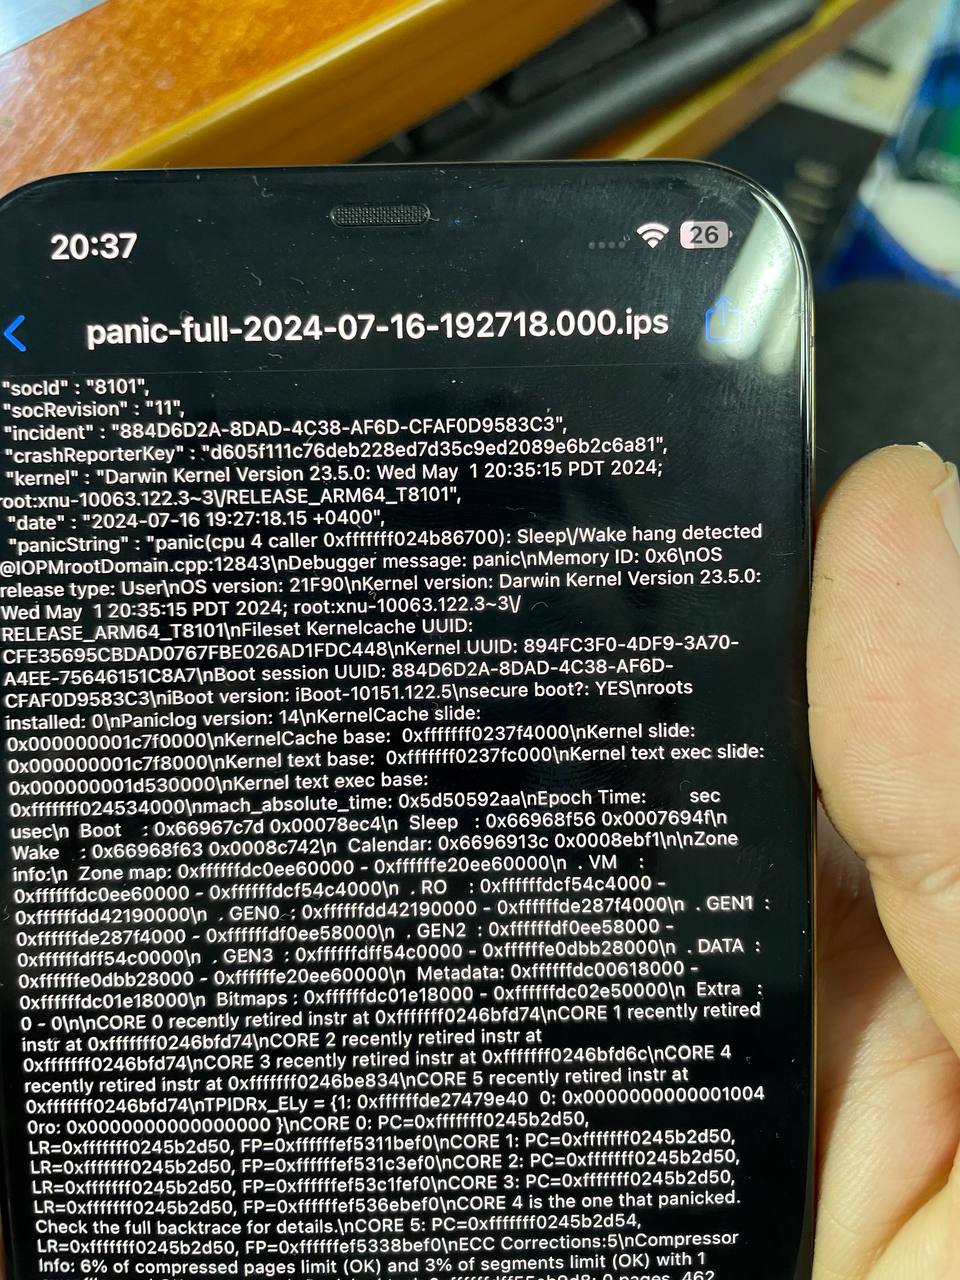 20:37
26
panic-full-2024-07-16-192718.000.ips
"socId" : "8101",
"socRevision" : "11",
"incident" : "884D6D2A-8DAD-4C38-AF6D-CFAF0D9583C3",
"crashReporterKey" : "d605f111c76deb228ed7d35c9ed2089e6b2c6a81",
"kernel" : "Darwin Kernel Version 23.5.0: Wed May  1 20:35:15 PDT 2024;
root:xnu-10063.122.3~3\/RELEASE_ARM64_T8101",
"date" : "2024-07-16 19:27:18.15 +0400",
"panicString" : "panic(cpu 4 caller 0xfffffff024b86700): Sleep\/Wake hang detected
@IOPMrootDomain.cpp:12843\nDebugger message: panic\nMemory ID: 0x6\nOS
release type: User\nOS version: 21F90\nKernel version: Darwin Kernel Version 23.5.0:
Wed May  1 20:35:15 PDT 2024; root:xnu-10063.122.3~3\/
RELEASE_ARM64_T8101\nFileset Kernelcache UUID:
CFE35695CBDAD0767FBE026AD1FDC448\nKernel UUID: 894FC3F0-4DF9-3A70-
A4EE-75646151C8A7\nBoot session UUID: 884D6D2A-8DAD-4C38-AF6D-
CFAF0D9583C3\niBoot version: iBoot-10151.122.5\nsecure boot?: YES\nroots
installed: 0\nPaniclog version: 14\nKernelCache slide:
0x000000001c7f0000\nKernelCache base:  0xfffffff0237f4000\nKernel slide:
0x000000001c7f8000\nKernel text base:  0xfffffff0237fc000\nKernel text exec slide:
0x000000001d530000\nKernel text exec base:
0xfffffff024534000\nmach_absolute_time: 0x5d50592aa\nEpoch Time:        sec
usec\n  Boot    : 0x66967c7d 0x00078ec4\n  Sleep   : 0x66968f56 0x0007694f\n
Wake    : 0x66968f63 0x0008c742\n  Calendar: 0x6696913c 0x0008ebf1\n\nZone
info:\n  Zone map: 0xffffffdc0ee60000 - 0xffffffe20ee60000\n  . VM    :
0xffffffdc0ee60000 - 0xffffffdcf54c4000\n  . RO    : 0xffffffdcf54c4000 -
0xffffffdd42190000\n  . GEN0  : 0xffffffdd42190000 - 0xffffffde287f4000\n  . GEN1  :
0xffffffde287f4000 - 0xffffffdf0ee58000\n  . GEN2  : 0xffffffdf0ee58000 -
0xffffffdff54c0000\n  . GEN3  : 0xffffffdff54c0000 - 0xffffffe0dbb28000\n  . DATA  :
0xffffffe0dbb28000 - 0xffffffe20ee60000\n  Metadata: 0xffffffdc00618000 -
0xffffffdc01e18000\n  Bitmaps : 0xffffffdc01e18000 - 0xffffffdc02e50000\n  Extra   :
0 - 0\n\nCORE 0 recently retired instr at 0xfffffff0246bfd74\nCORE 1 recently retired
instr at 0xfffffff0246bfd74\nCORE 2 recently retired instr at
0xfffffff0246bfd74\nCORE 3 recently retired instr at 0xfffffff0246bfd6c\nCORE 4
recently retired instr at 0xfffffff0246be834\nCORE 5 recently retired instr at
0xfffffff0246bfd74\nTPIDRx_ELy = {1: 0xffffffde27479e40  0: 0x0000000000001004
0ro: 0x0000000000000000 }\nCORE 0: PC=0xfffffff0245b2d50,
LR=0xfffffff0245b2d50, FP=0xffffffef5311bef0\nCORE 1: PC=0xfffffff0245b2d50,
LR=0xfffffff0245b2d50, FP=0xffffffef531c3ef0\nCORE 2: PC=0xfffffff0245b2d50,
LR=0xfffffff0245b2d50, FP=0xffffffef53c1fef0\nCORE 3: PC=0xfffffff0245b2d50,
LR=0xfffffff0245b2d50, FP=0xffffffef536ebef0\nCORE 4 is the one that panicked.
Check the full backtrace for details.\nCORE 5: PC=0xfffffff0245b2d54,
LR=0xfffffff0245b2d50, FP=0xffffffef5338bef0\nECC Corrections:5\nCompressor
Info: 6% of compressed pages limit (OK) and 3% of segments limit (OK) with 1